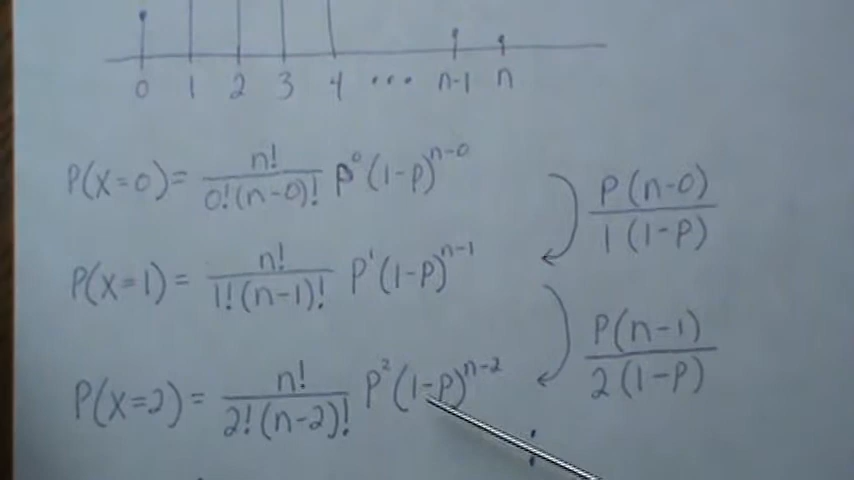 0 1 2 3 4 ... n-1 n
P(X=0) = n! / 0!(n-0)! P^0 (1-P)^n-0
P(n-0) / 1(1-P)
P(X=1) = n! / 1!(n-1)! P^1 (1-P)^n-1
P(n-1) / 2(1-P)
P(X=2) = n! / 2!(n-2)! P^2 (1-P)^n-2